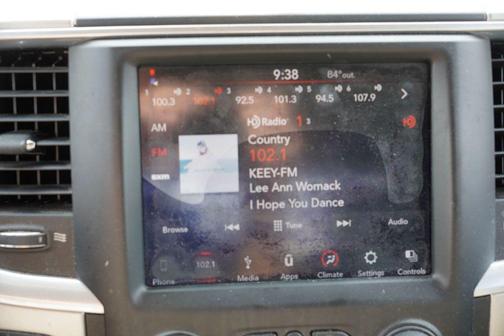 9:38 84° out
1 2 3 4 5 6
100.3 102.1 92.5 101.3 94.5 107.9
AM
HD Radio 1 3
Country
FM
102.1
sxm
KEEY-FM
Lee Ann Womack
I Hope You Dance
Browse Tune Audio
102.1
Phone Media Apps Climate Settings Controls